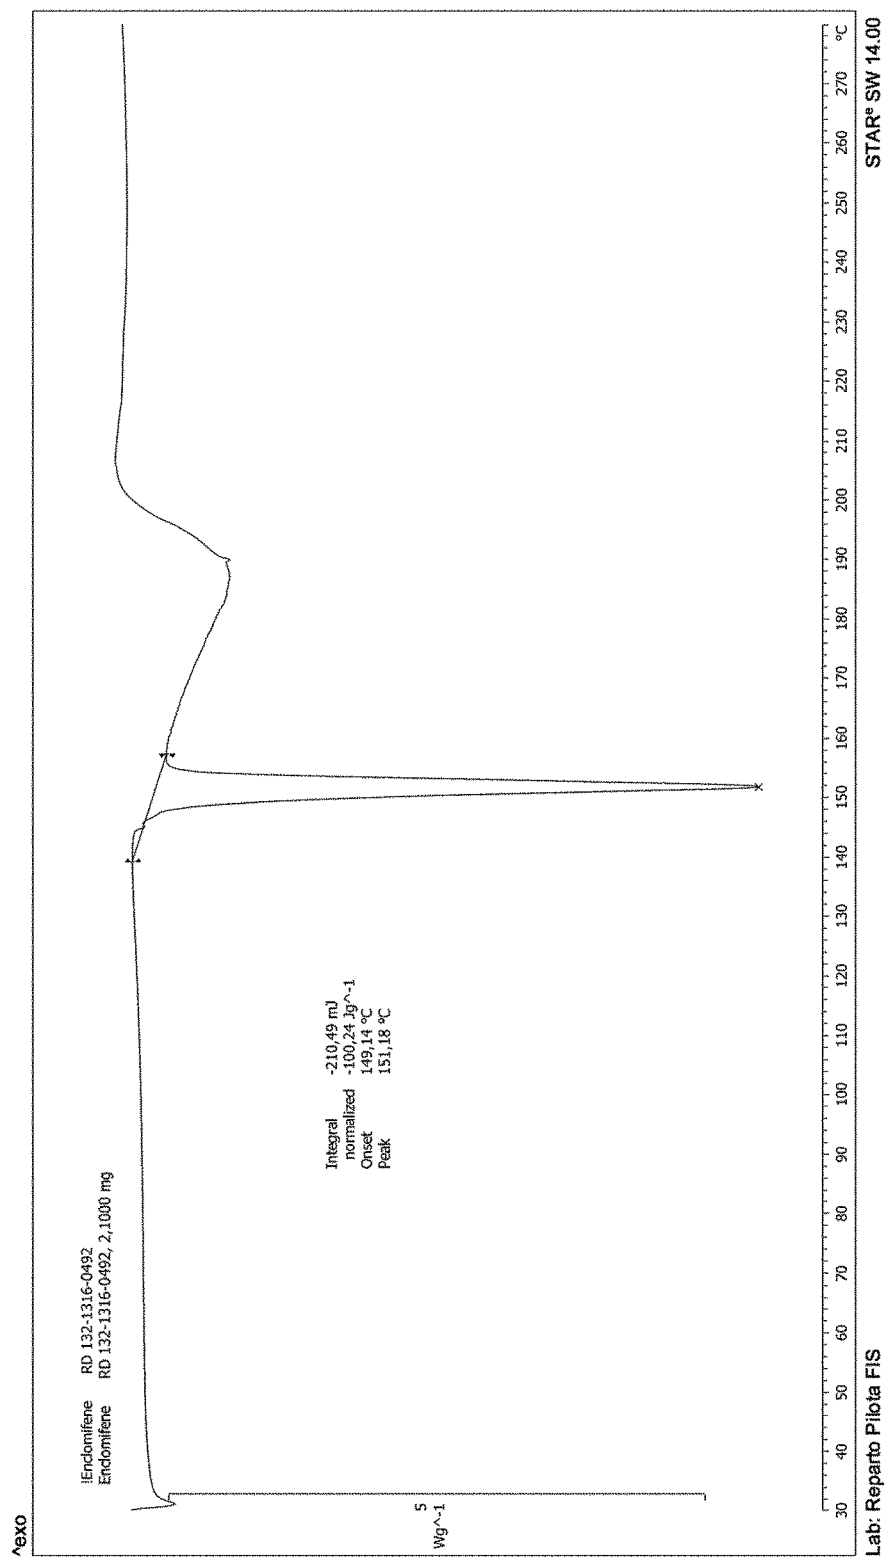 ^exo
!Enclomifene RD 132-1316-0492
Enclomifene RD 132-1316-0492, 2,1000 mg
Integral -210,49 mJ
normalized -100,24 Jg^-1
Onset 149,14 °C
Peak 151,18 °C
5
Wg^-1
30 40 50 60 70 80 90 100 110 120 130 140 150 160 170 180 190 200 210 220 230 240 250 260 270 °C
Lab: Reparto Pilota FIS STARe SW 14.00